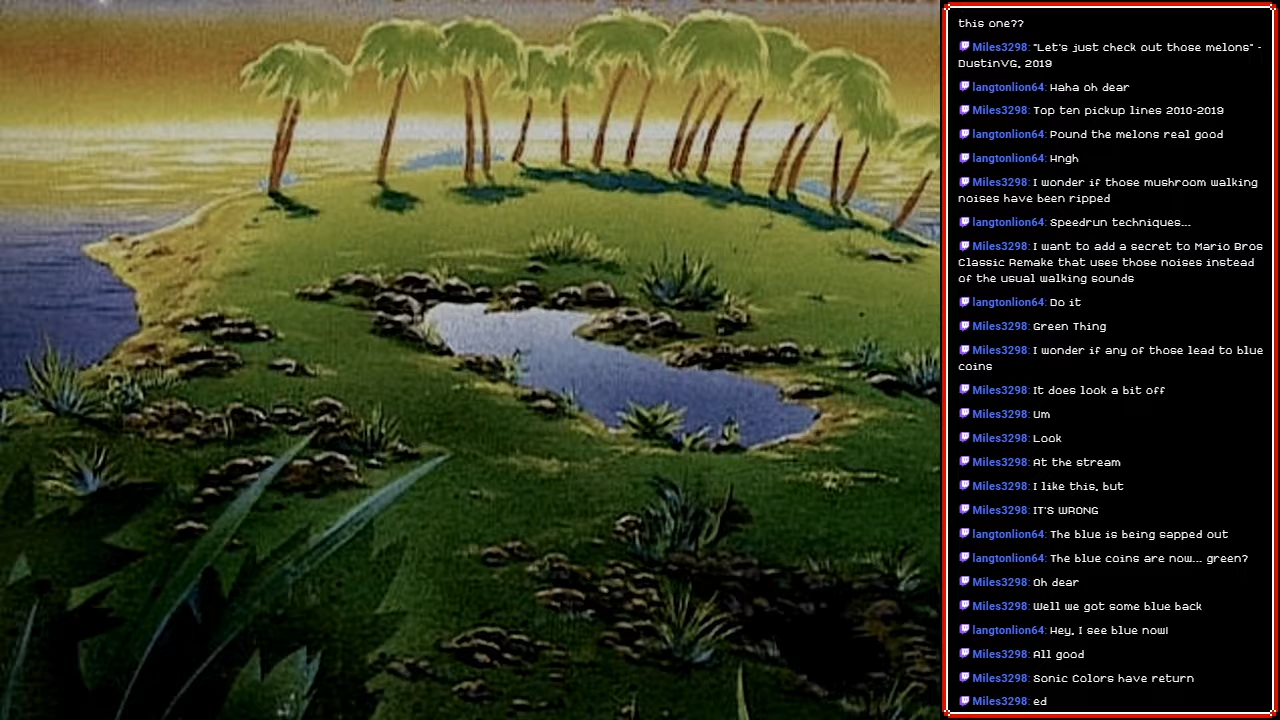 this one??
Miles3298: "Let's just check out those melons" -
DustinVG, 2019
langtonlion64: Haha oh dear
Miles3298: Top ten pickup lines 2010-2019
langtonlion64: Pound the melons real good
langtonlion64: Hngh
Miles3298: I wonder if those mushroom walking
noises have been ripped
langtonlion64: Speedrun techniques...
Miles3298: I want to add a secret to Mario Bros
Classic Remake that uses those noises instead
of the usual walking sounds
langtonlion64: Do it
Miles3298: Green Thing
Miles3298: I wonder if any of those lead to blue
coins
Miles3298: It does look a bit off
Miles3298: Um
Miles3298: Look
Miles3298: At the stream
Miles3298: I like this, but
Miles3298: IT'S WRONG
langtonlion64: The blue is being sapped out
langtonlion64: The blue coins are now... green?
Miles3298: Oh dear
Miles3298: Well we got some blue back
langtonlion64: Hey, I see blue now!
Miles3298: All good
Miles3298: Sonic Colors have return
Miles3298: ed